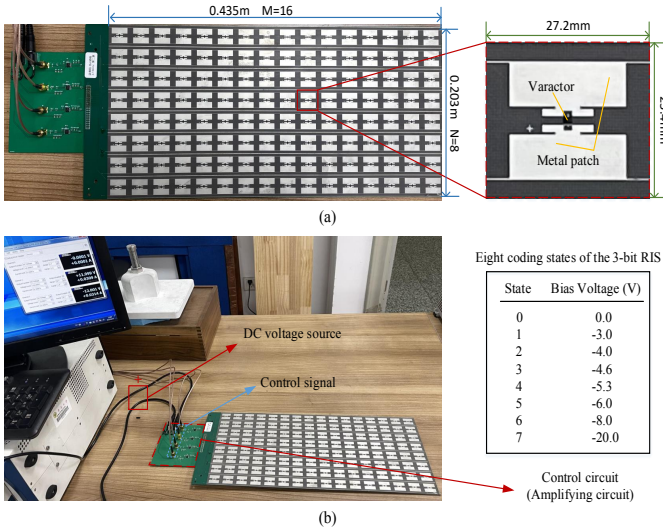 0.435m M=16
27.2mm
0.203m N=8
Varactor
Metal patch
(a)
Eight coding states of the 3-bit RIS
State Bias Voltage (V)
0 0.0
1 -3.0
2 -4.0
3 -4.6
4 -5.3
5 -6.0
6 -8.0
7 -20.0
DC voltage source
+
-
Control signal
Control circuit
(Amplifying circuit)
(b)